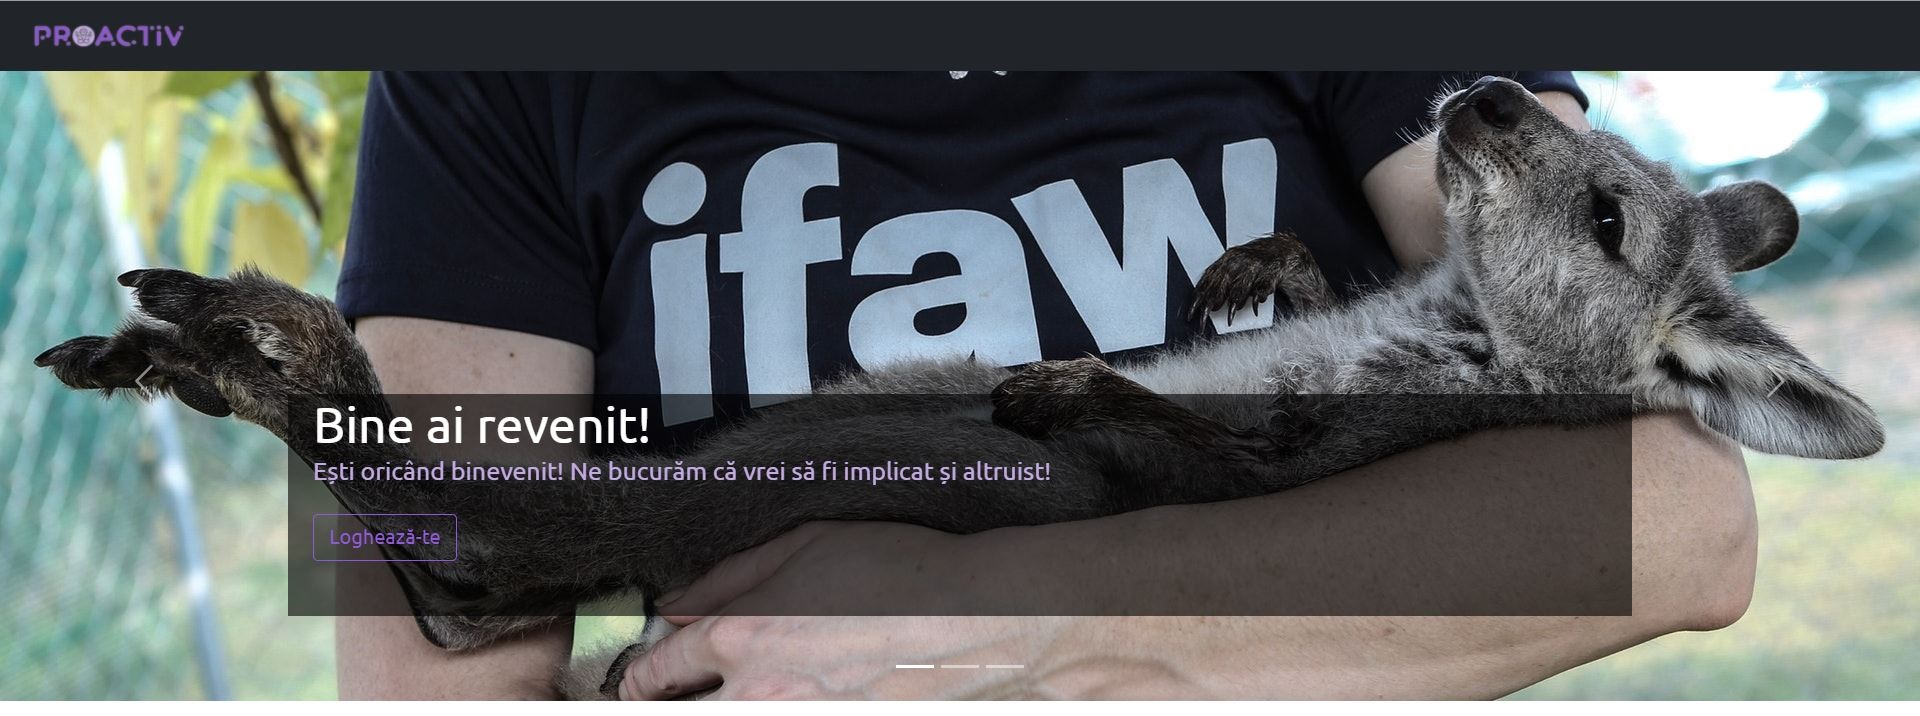 PROACTIV
ifaw
Bine ai revenit!
Ești oricând binevenit! Ne bucurăm că vrei să fi implicat și altruist!
Loghează-te